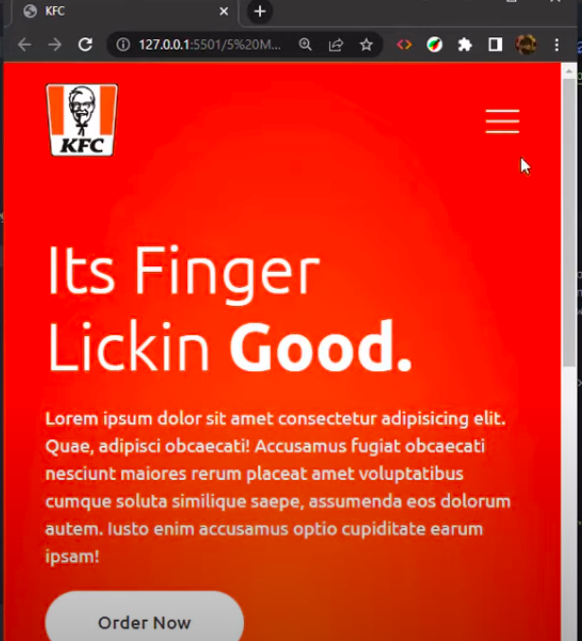 KFC
127.0.0.1:5501/5%20M...
KFC
Its Finger
Lickin Good.
Lorem ipsum dolor sit amet consectetur adipisicing elit.
Quae, adipisci obcaecati! Accusamus fugiat obcaecati
nesciunt maiores rerum placeat amet voluptatibus
cumque soluta similique saepe, assumenda eos dolorum
autem. Iusto enim accusamus optio cupiditate earum
ipsam!
Order Now